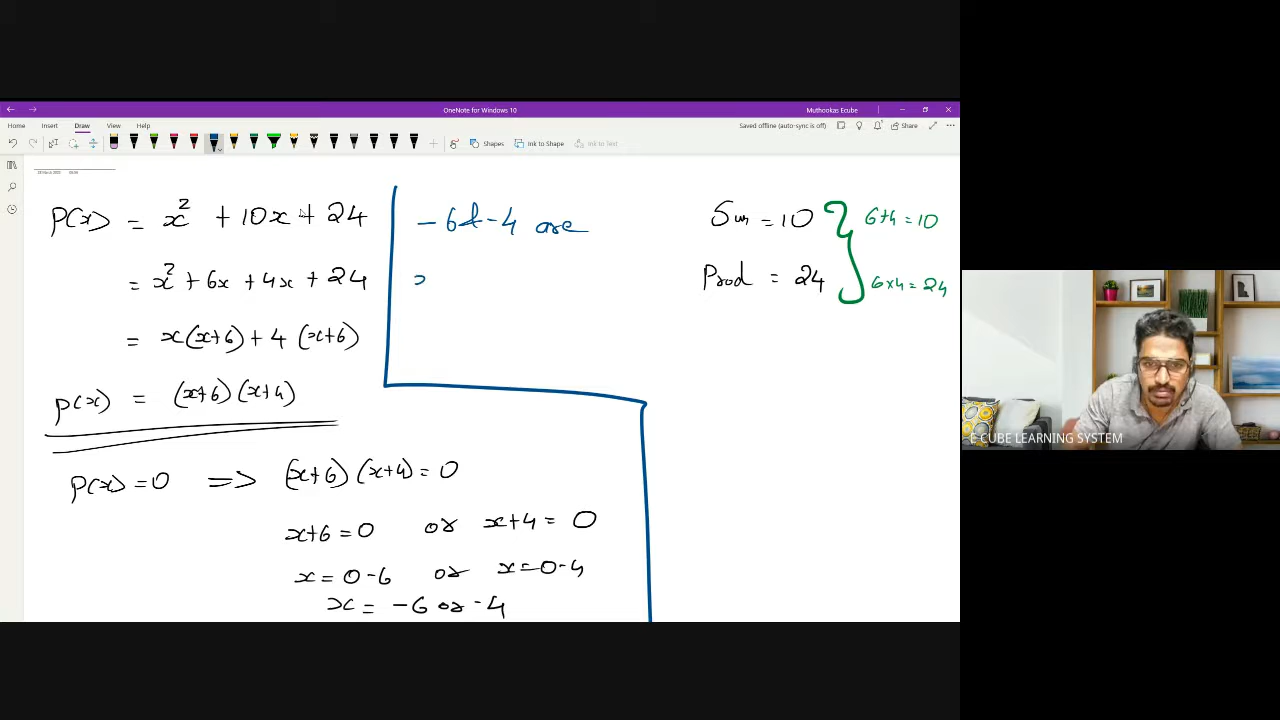 OneNote for Windows 10
Muthookas Ecube
Home Insert Draw View Help
Saved offline (auto-sync is off)
Share
Shapes
Ink to Shape
Ink to Text
P(x) = x² + 10x + 24
= x² + 6x + 4x + 24
= x(x+6) + 4 (x+6)
p(x) = (x+6)(x+4)
p(x) = 0 => (x+6)(x+4) = 0
x+6 = 0 or x+4 = 0
x = 0-6 or x = 0-4
x = -6 or -4
-6 & -4 are
Sum = 10
Prod = 24
6+4 = 10
6×4 = 24
E CUBE LEARNING SYSTEM